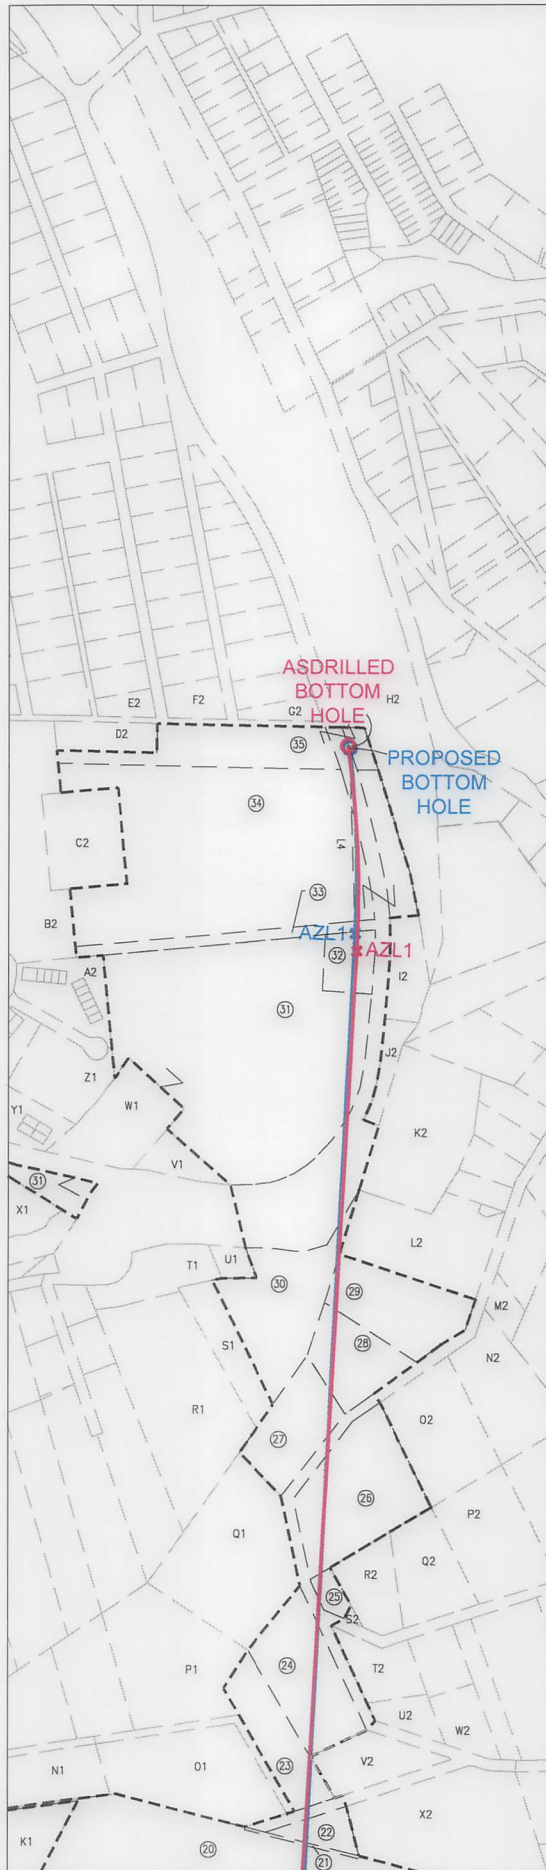 ASDRILLED
BOTTOM
HOLE
H2
E2
F2
G2
D2
35
PROPOSED
BOTTOM
HOLE
34
C2
L4
33
B2
AZL1
AZL1
32
A2
I2
31
J2
Z1
W1
Y1
K2
V1
31
X1
L2
U1
T1
30
29
M2
S1
28
N2
R1
O2
27
26
P2
Q1
Q2
R2
25
S2
24
T2
P1
U2
W2
V2
O1
23
N1
X2
22
K1
20
21